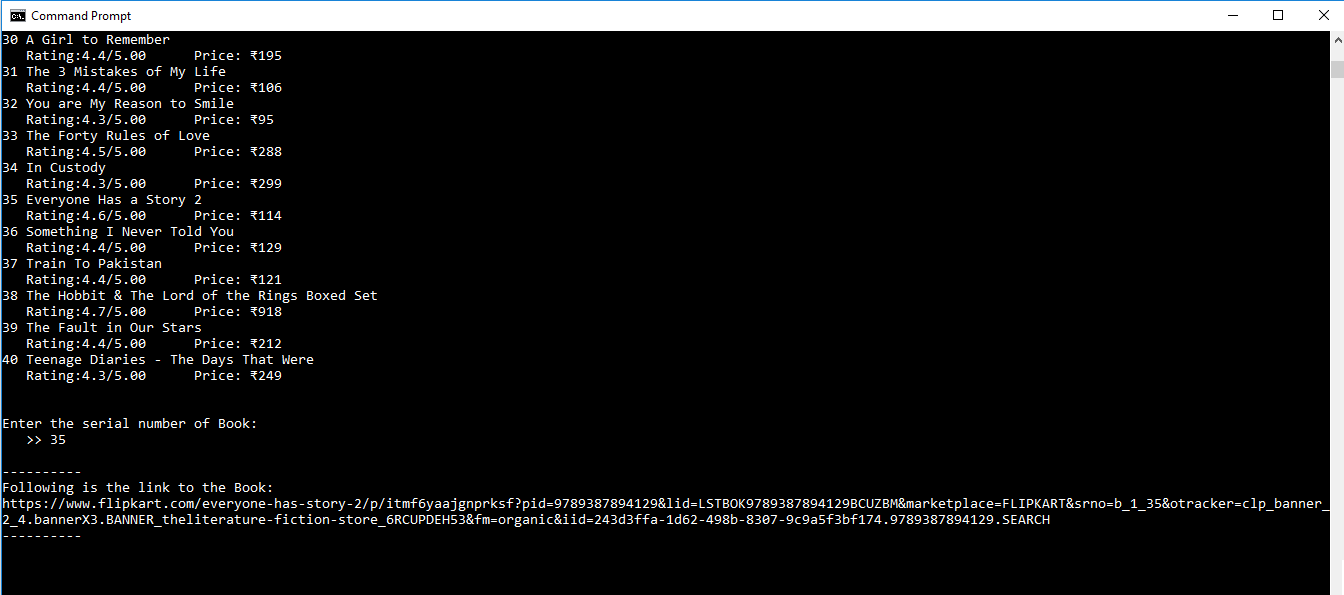 Command Prompt
30 A Girl to Remember
Rating:4.4/5.00      Price: ₹195
31 The 3 Mistakes of My Life
Rating:4.4/5.00      Price: ₹106
32 You are My Reason to Smile
Rating:4.3/5.00      Price: ₹95
33 The Forty Rules of Love
Rating:4.5/5.00      Price: ₹288
34 In Custody
Rating:4.3/5.00      Price: ₹299
35 Everyone Has a Story 2
Rating:4.6/5.00      Price: ₹114
36 Something I Never Told You
Rating:4.4/5.00      Price: ₹129
37 Train To Pakistan
Rating:4.4/5.00      Price: ₹121
38 The Hobbit & The Lord of the Rings Boxed Set
Rating:4.7/5.00      Price: ₹918
39 The Fault in Our Stars
Rating:4.4/5.00      Price: ₹212
40 Teenage Diaries - The Days That Were
Rating:4.3/5.00      Price: ₹249
Enter the serial number of Book:
>> 35
----------
Following is the link to the Book:
https://www.flipkart.com/everyone-has-story-2/p/itmf6yaajgnprksf?pid=9789387894129&lid=LSTBOK9789387894129BCUZBM&marketplace=FLIPKART&srno=b_1_35&otracker=clp_banner_
2_4.bannerX3.BANNER_theliterature-fiction-store_6RCUPDEH53&fm=organic&iid=243d3ffa-1d62-498b-8307-9c9a5f3bf174.9789387894129.SEARCH
----------